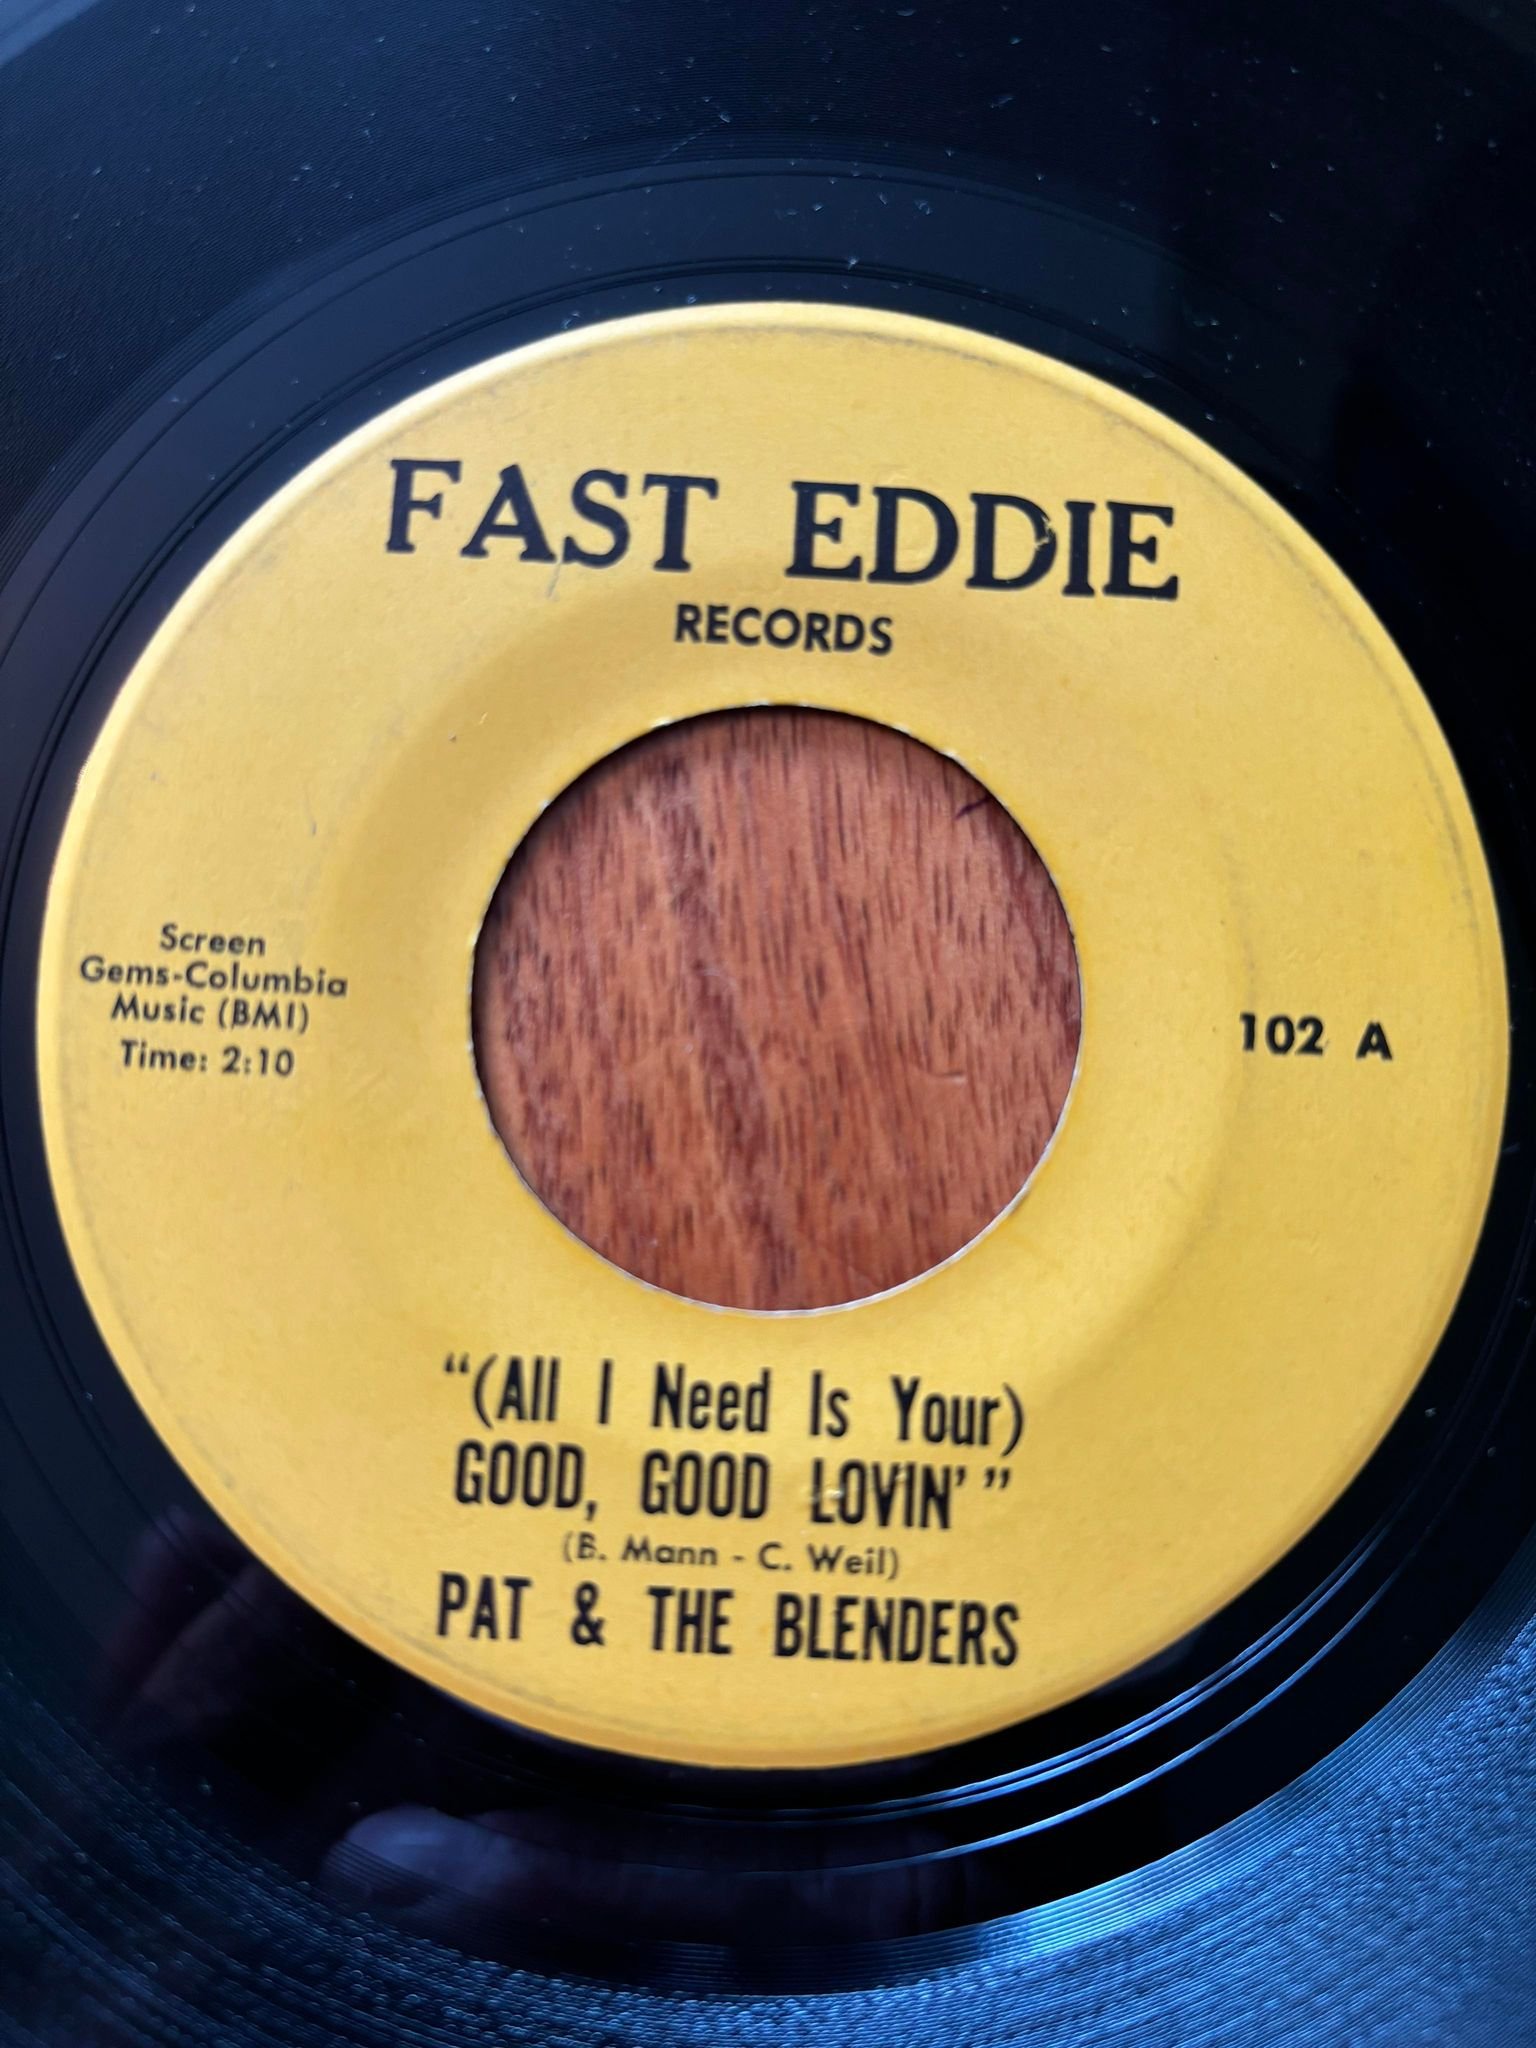 FAST EDDIE
RECORDS
Screen
Gems-Columbia
Music (BMI)
Time: 2:10
102 A
“(All I Need Is Your)
GOOD, GOOD LOVIN’”
(B. Mann - C. Weil)
PAT & THE BLENDERS